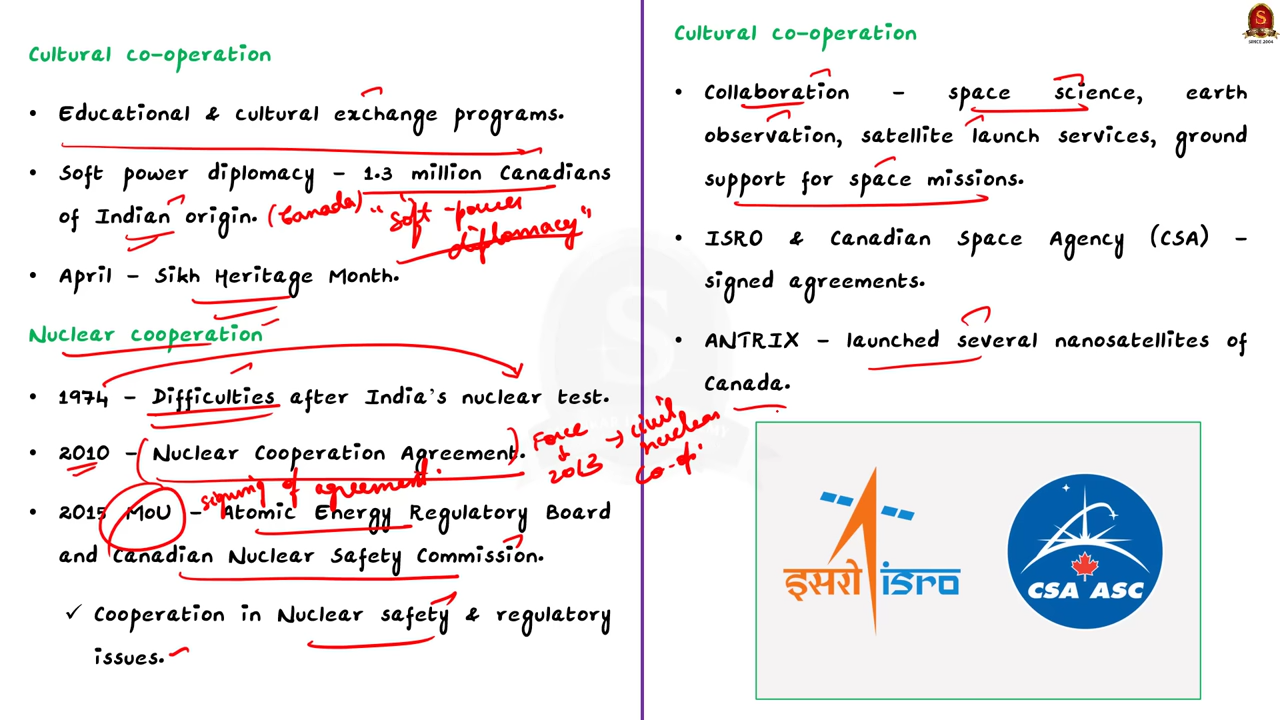 Cultural co-operation
• Educational & cultural exchange programs.
• Soft power diplomacy – 1.3 million Canadians
of Indian origin. (Canada) "Soft-power
diplomacy"
• April – Sikh Heritage Month.
Nuclear cooperation
• 1974 – Difficulties after India's nuclear test.
• 2010 – (Nuclear Cooperation Agreement.)
Force
↓
2013
→ civil
nuclear
co-op.
signing of agreement.
• 2015 MoU – Atomic Energy Regulatory Board
and Canadian Nuclear Safety Commission.
✓ Cooperation in Nuclear safety & regulatory
issues.
Cultural co-operation
• Collaboration – space science, earth
observation, satellite launch services, ground
support for space missions.
• ISRO & Canadian Space Agency (CSA) –
signed agreements.
• ANTRIX – launched several nanosatellites of
Canada.
इसरो isro
CSA ASC
S
SINCE 2004